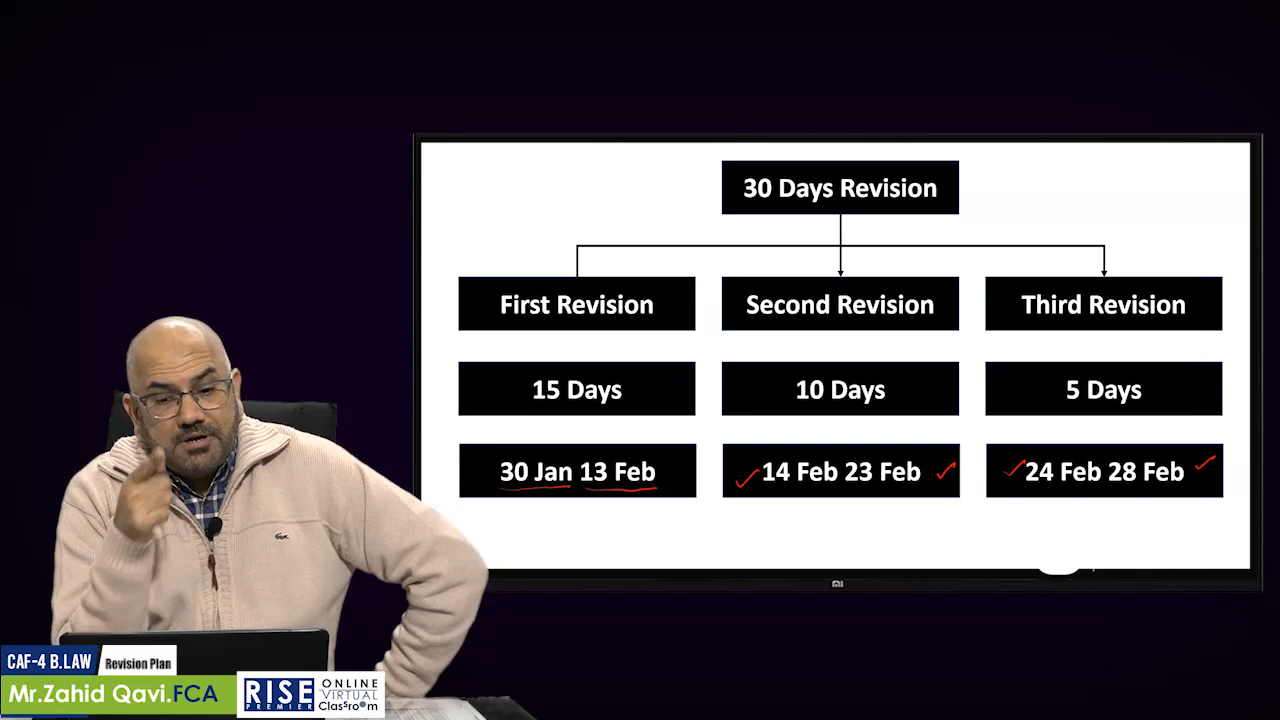 30 Days Revision
First Revision
Second Revision
Third Revision
15 Days
10 Days
5 Days
30 Jan 13 Feb
14 Feb 23 Feb
24 Feb 28 Feb
mi
CAF-4 B.LAW
Revision Plan
Mr.Zahid Qavi.FCA
RISE
PREMIER
ONLINE
VIRTUAL
Classroom